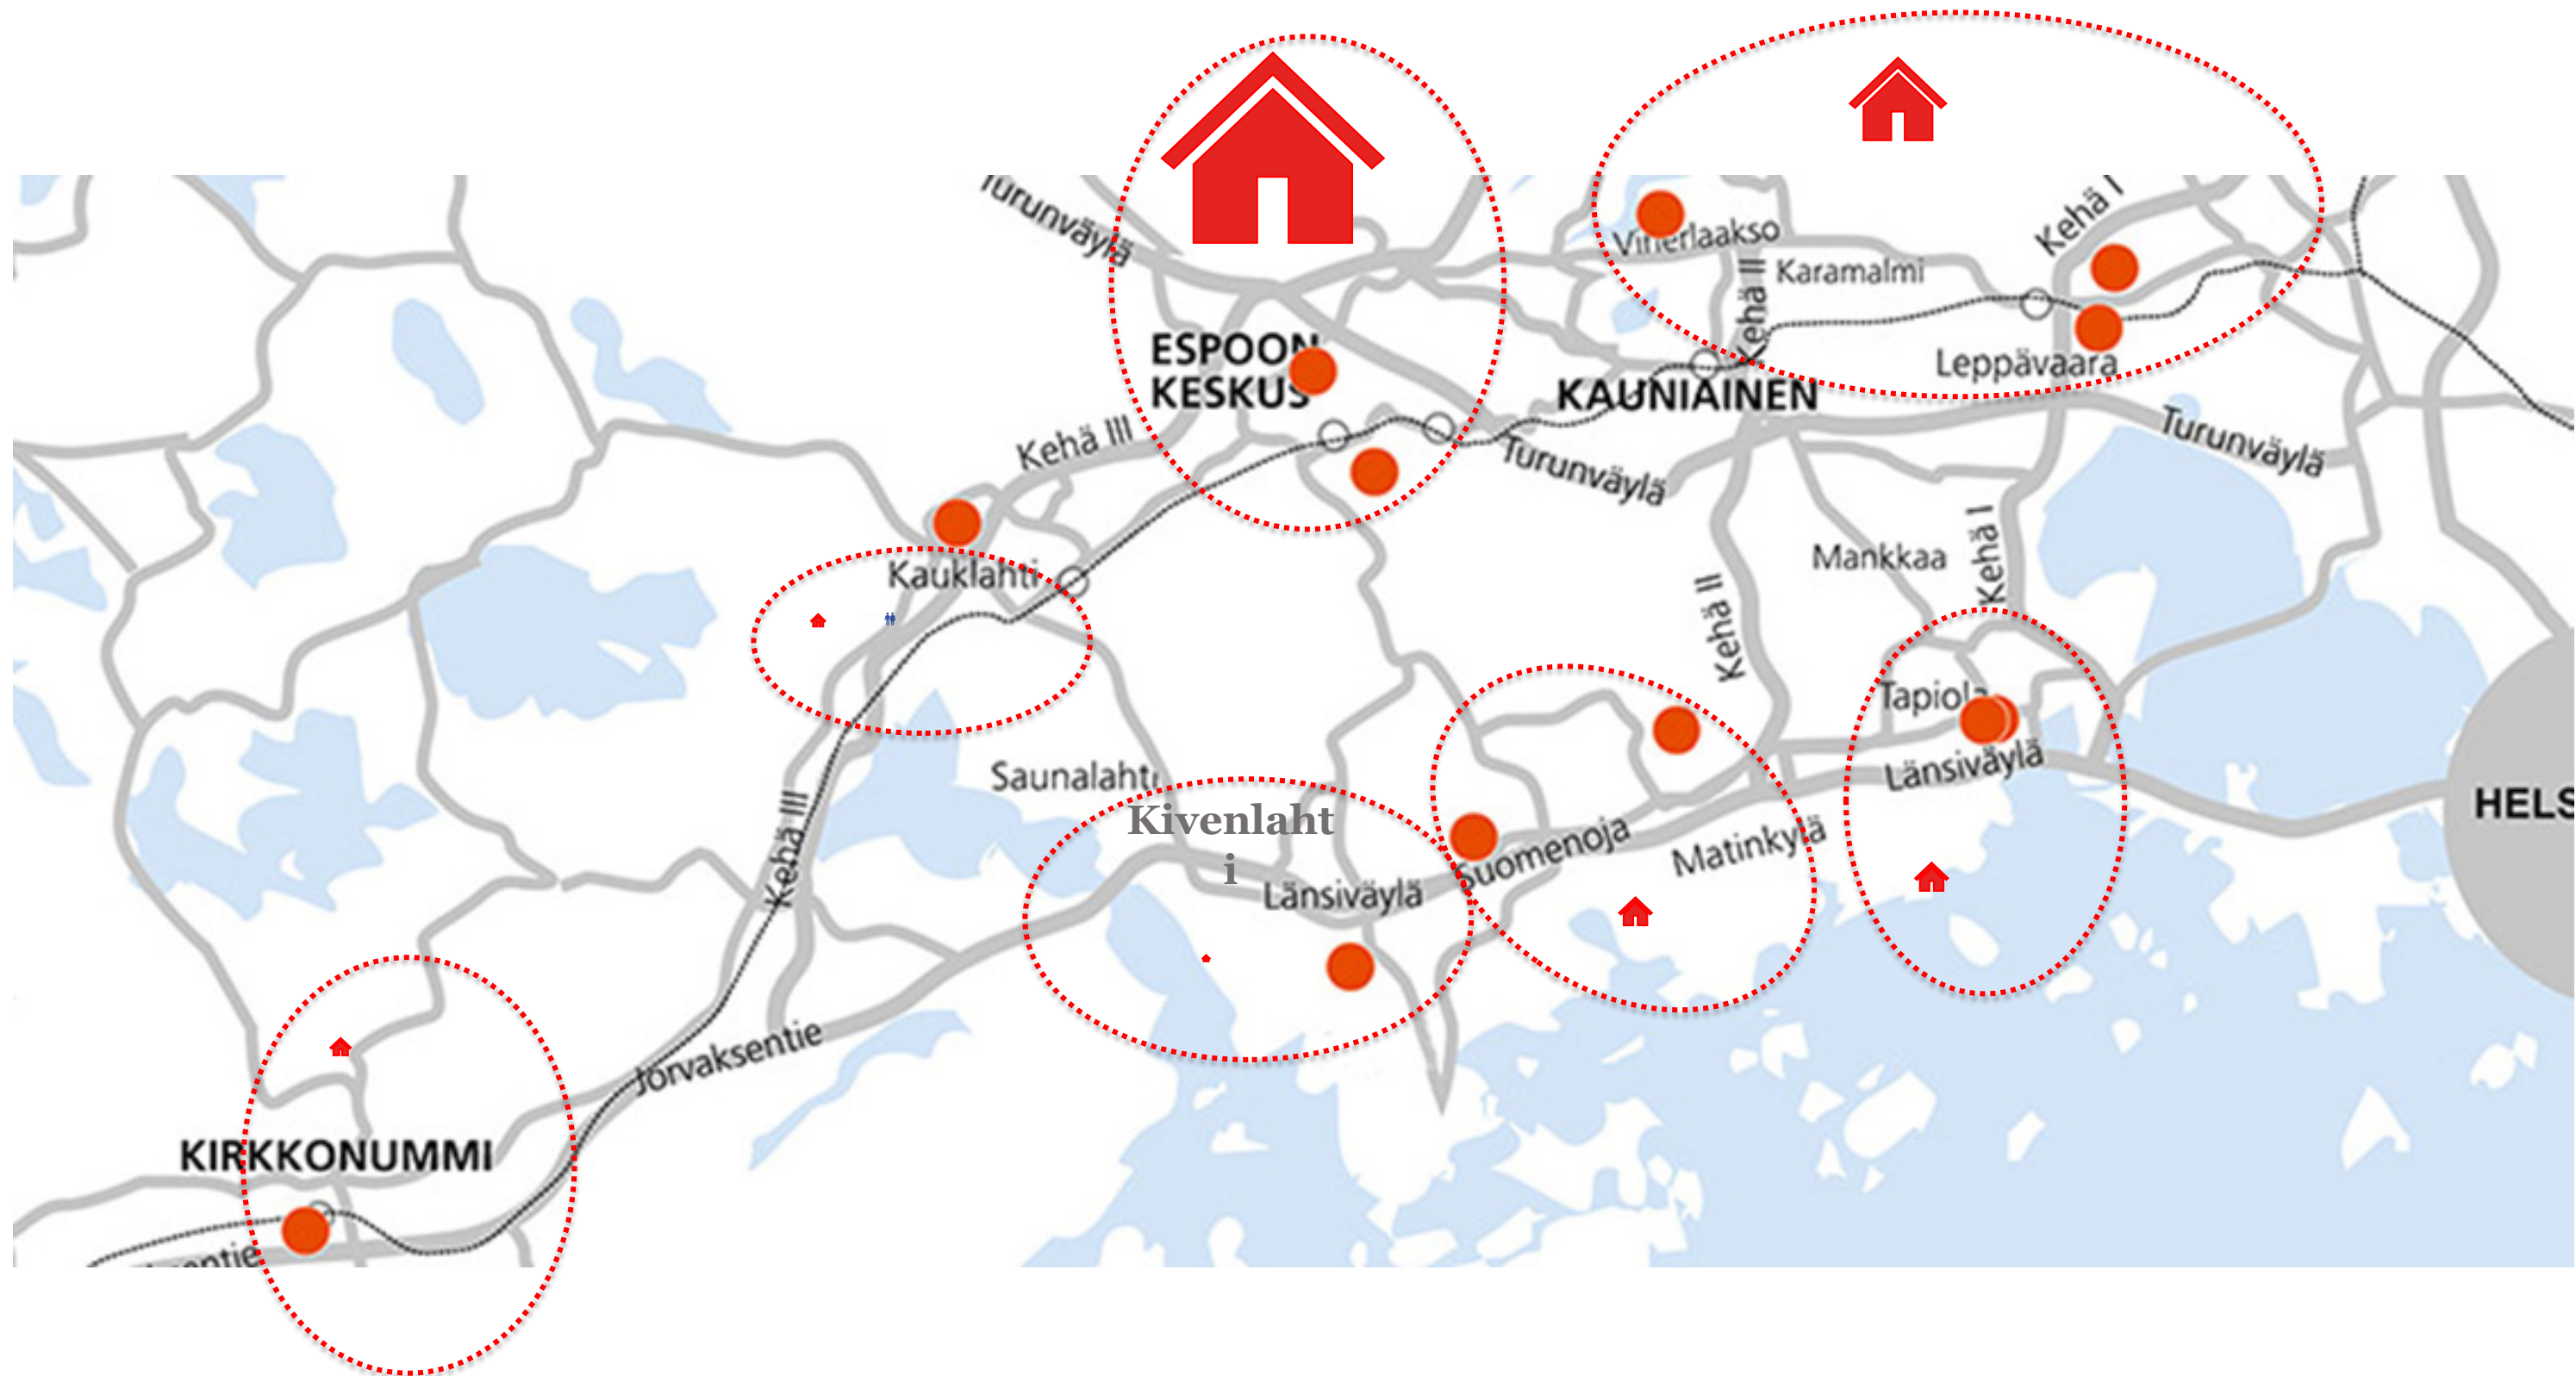 Turunväylä
Kehä I
Viherlaakso
Karamalmi
Kehä II
ESPOON
KESKUS
Leppävaara
KAUNIAINEN
Kehä III
Turunväylä
Turunväylä
Kehä I
Mankkaa
Kauklahti
Kehä II
Tapiola
Länsiväylä
Saunalahti
HELS
Kivenlaht
i
Kehä III
Suomenoja
Matinkylä
Länsiväylä
Jorvaksentie
KIRKKONUMMI